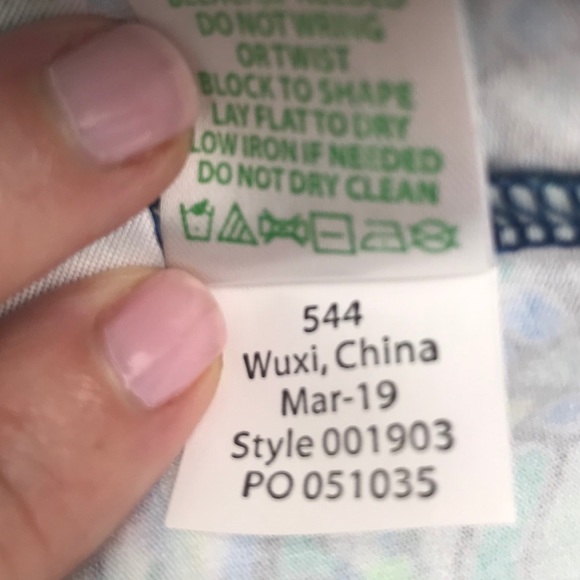 DO NOT WRING
OR TWIST
BLOCK TO SHAPE
LAY FLAT TO DRY
LOW IRON IF NEEDED
DO NOT DRY CLEAN
544
Wuxi, China
Mar-19
Style 001903
PO 051035